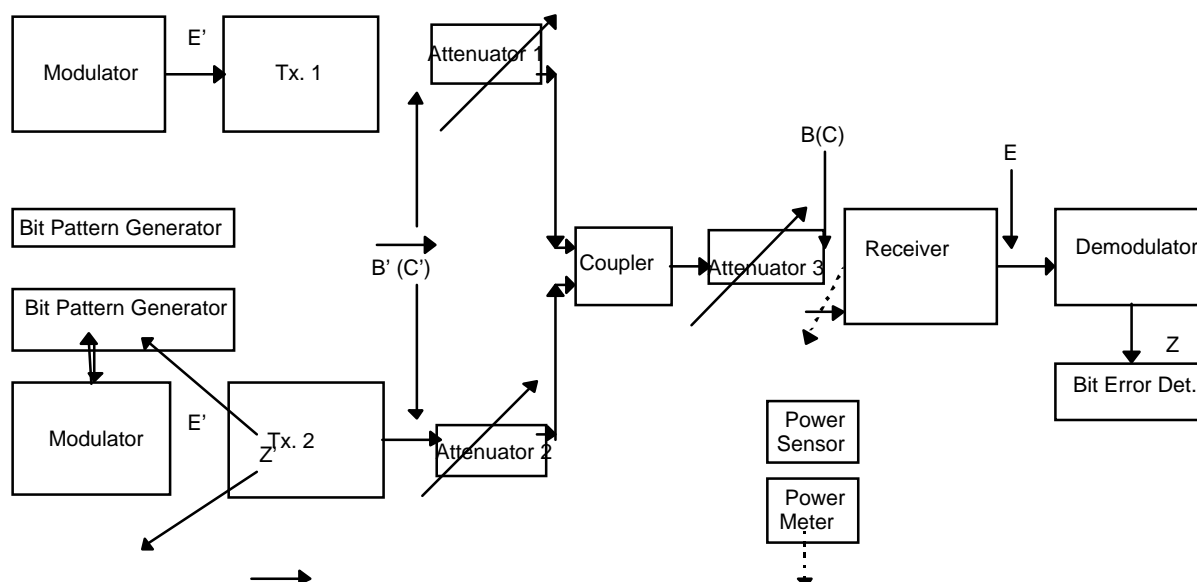 E’
Modulator
Tx. 1
Attenuator 1
B(C)
E
Bit Pattern Generator
B’ (C’)
Coupler
Attenuator 3
Receiver
Demodulator
Bit Pattern Generator
Z
Bit Error Det.
Modulator
E’
Tx. 2
Z’
Attenuator 2
Power
Sensor
Power
Meter